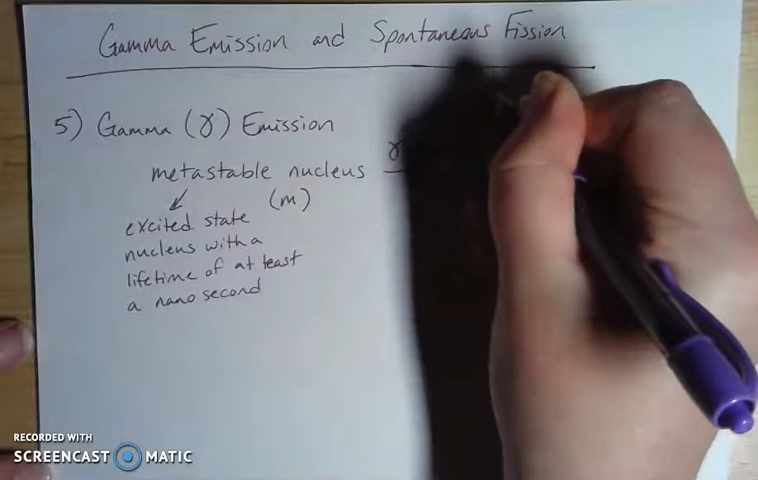 Gamma Emission and Spontaneous Fission
5) Gamma (γ) Emission
metastable nucleus γ
(m)
excited state
nucleus with a
lifetime of at least
a nano second
RECORDED WITH
SCREENCAST MATIC